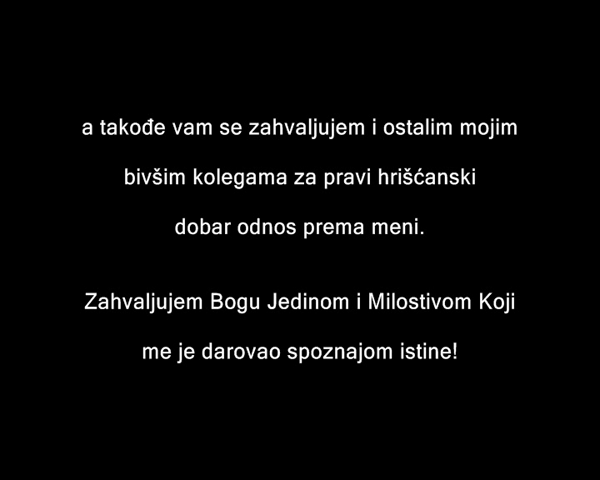 a takođe vam se zahvaljujem i ostalim mojim
bivšim kolegama za pravi hrišćanski
dobar odnos prema meni.
Zahvaljujem Bogu Jedinom i Milostivom Koji
me je darovao spoznajom istine!